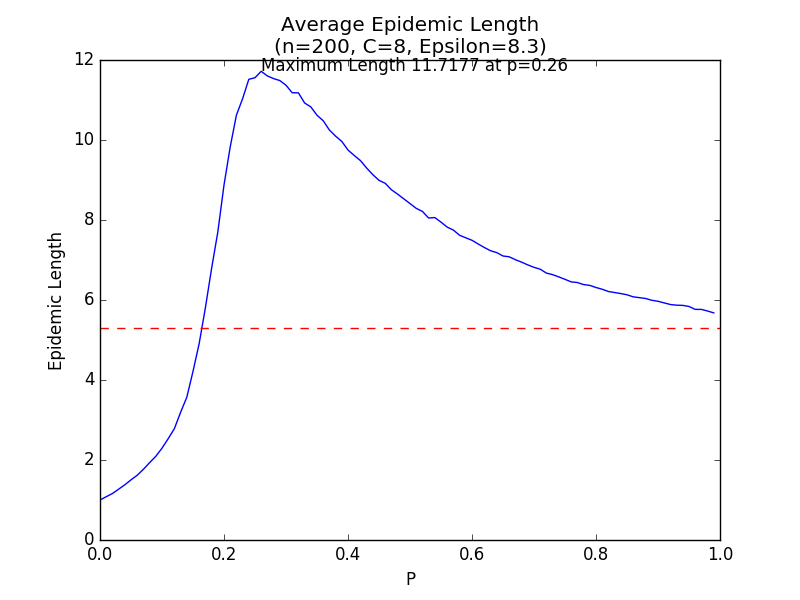 Average Epidemic Length
(n=200, C=8, Epsilon=8.3)
Maximum Length 11.7177 at p=0.26
12
10
8
6
4
2
0
Epidemic Length
0.0 0.2 0.4 0.6 0.8 1.0
P